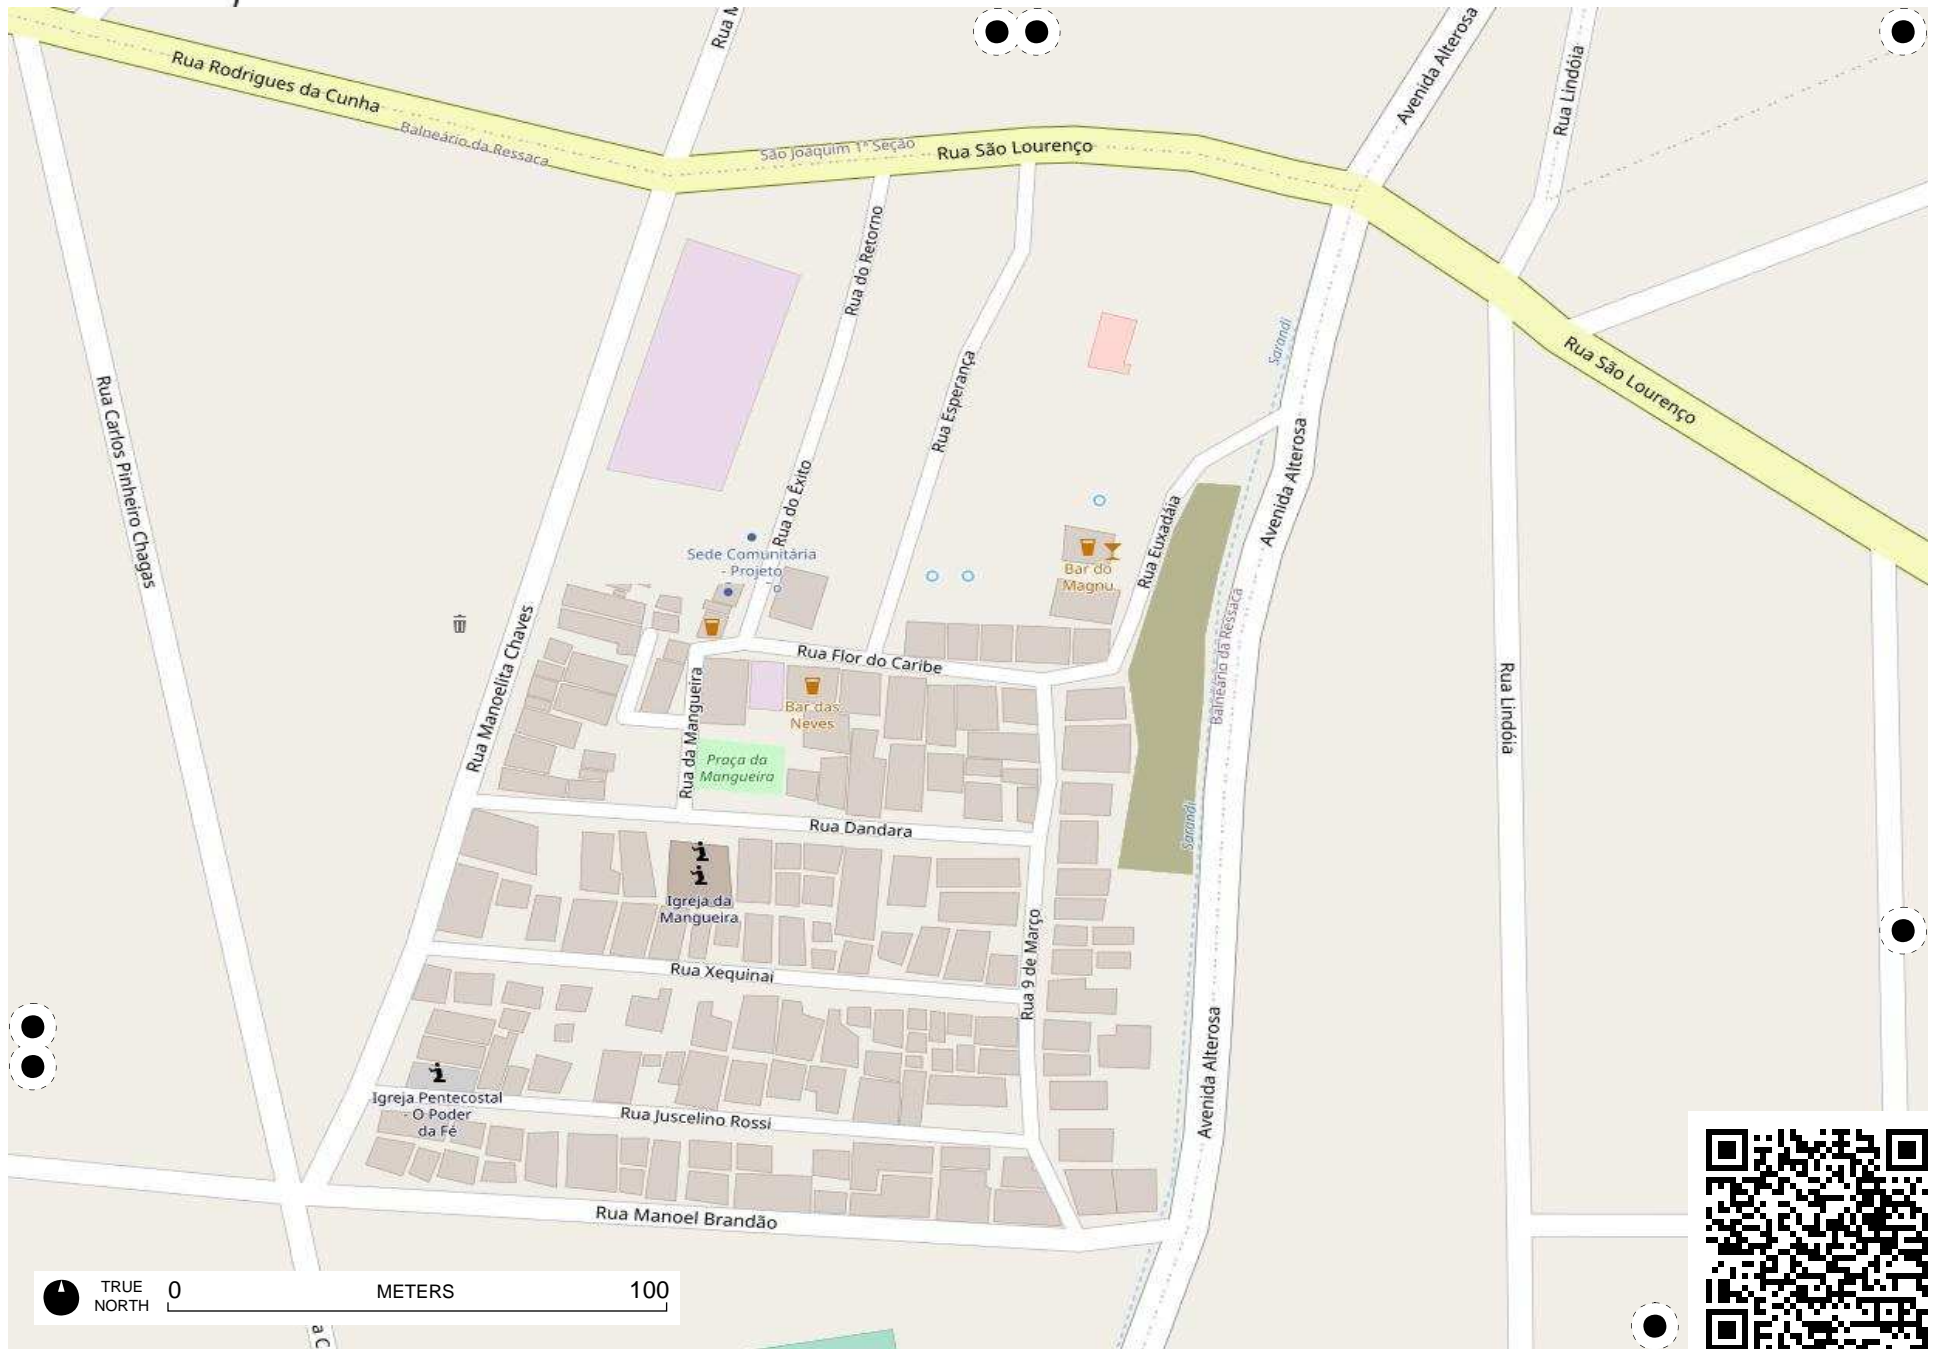 Rua M
Avenida Alterosa
Rua Lindóia
Rua Rodrigues da Cunha
Balneário da Ressaca
São Joaquim 1ª Seção
Rua São Lourenço
Rua do Retorno
Rua Esperança
Sarandi
Rua São Lourenço
Rua Carlos Pinheiro Chagas
Rua do Êxito
Avenida Alterosa
Rua Euxadáia
Sede Comunitária
- Projeto
o
Bar do
Magnu
Rua Manoelita Chaves
Rua Flor do Caribe
Balneário da Ressaca
Rua da Mangueira
Bar das
Neves
Rua Lindóia
Praça da
Mangueira
Rua Dandara
Sarandi
Igreja da
Mangueira
Rua 9 de Março
Rua Xequinai
Avenida Alterosa
Igreja Pentecostal
- O Poder
da Fé
Rua Juscelino Rossi
Rua Manoel Brandão
TRUE
NORTH
0 METERS 100
a C